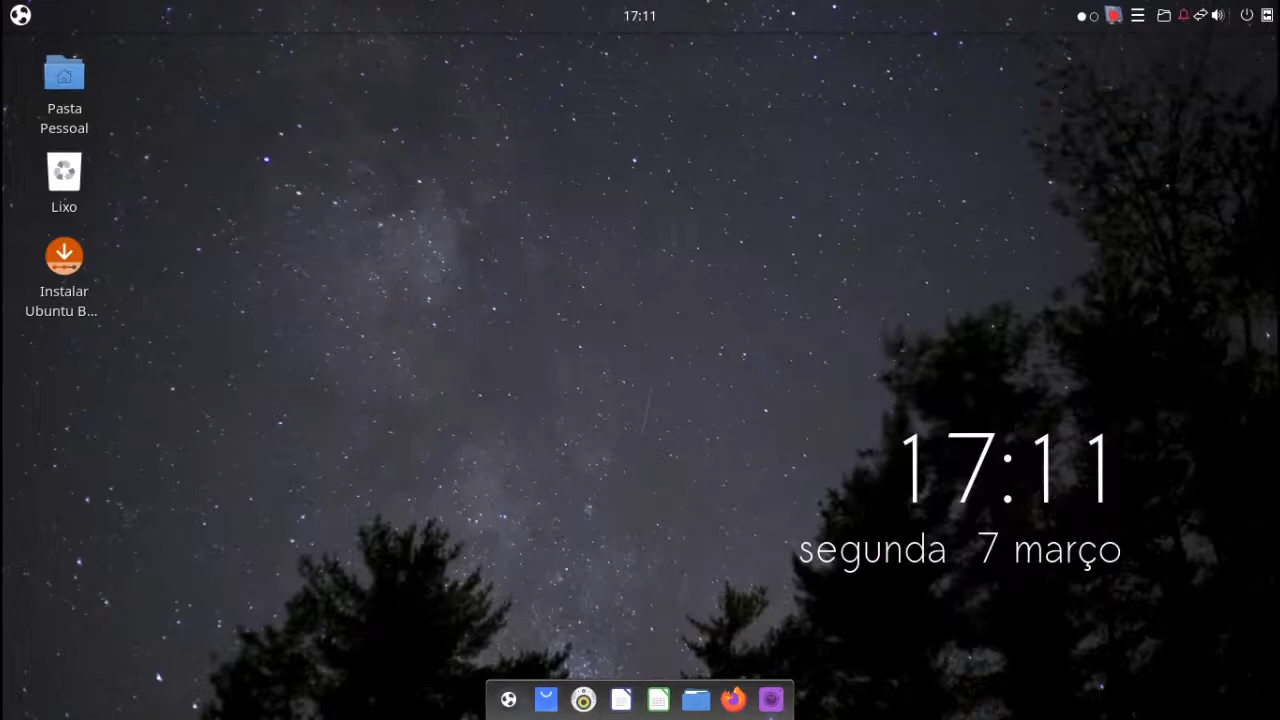 17:11
Pasta
Pessoal
Lixo
Instalar
Ubuntu B...
17:11
segunda 7 março